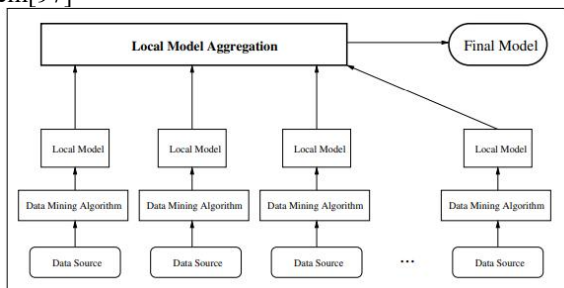 [97]
Local Model Aggregation
Final Model
Local Model
Local Model
Local Model
Local Model
Data Mining Algorithm
Data Mining Algorithm
Data Mining Algorithm
Data Mining Algorithm
Data Source
Data Source
Data Source
...
Data Source